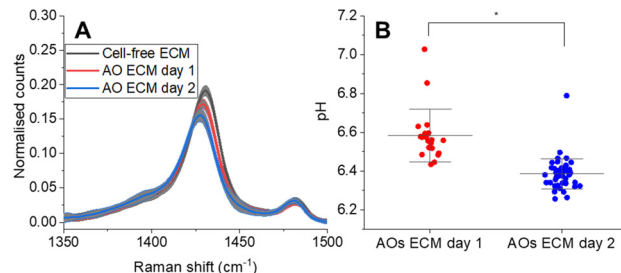 A
B
*
Cell-free ECM
AO ECM day 1
AO ECM day 2
Normalised counts
0.30
0.25
0.20
0.15
0.10
0.05
0.00
1350 1400 1450 1500
Raman shift (cm⁻¹)
pH
7.2
7.0
6.8
6.6
6.4
6.2
AOs ECM day 1 AOs ECM day 2